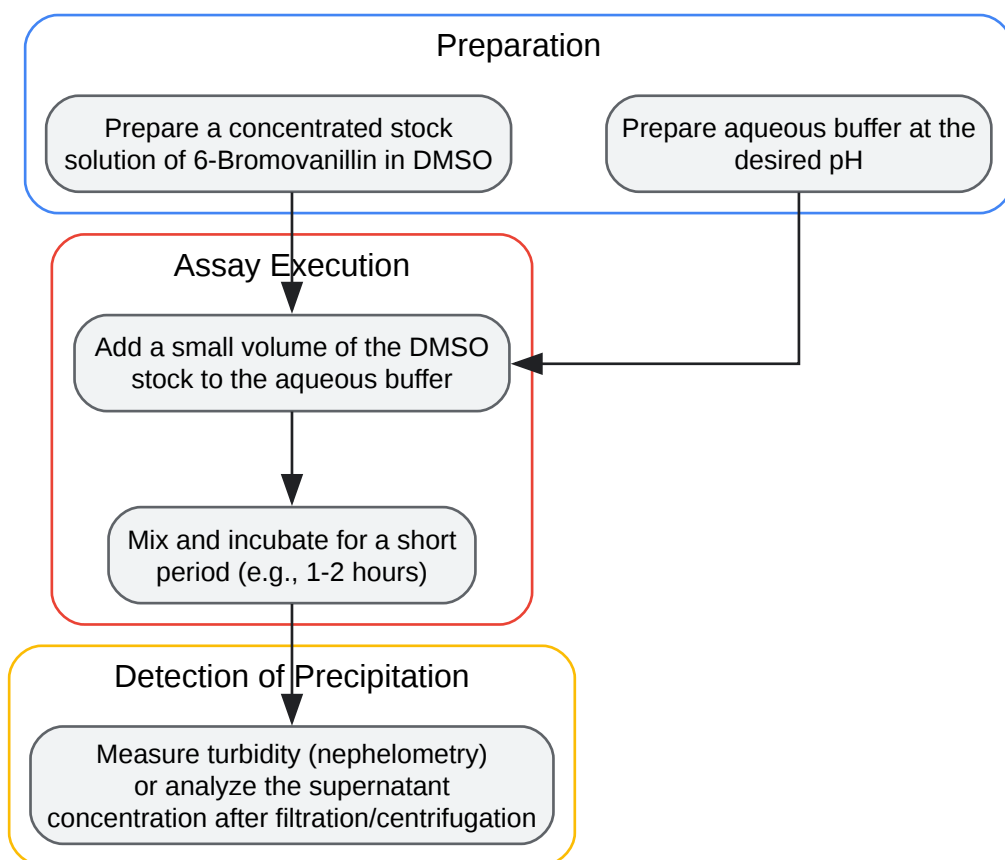 Preparation
Prepare a concentrated stock
solution of 6-Bromovanillin in DMSO
Prepare aqueous buffer at the
desired pH
Assay Execution
Add a small volume of the DMSO
stock to the aqueous buffer
Mix and incubate for a short
period (e.g., 1-2 hours)
Detection of Precipitation
Measure turbidity (nephelometry)
or analyze the supernatant
concentration after filtration/centrifugation